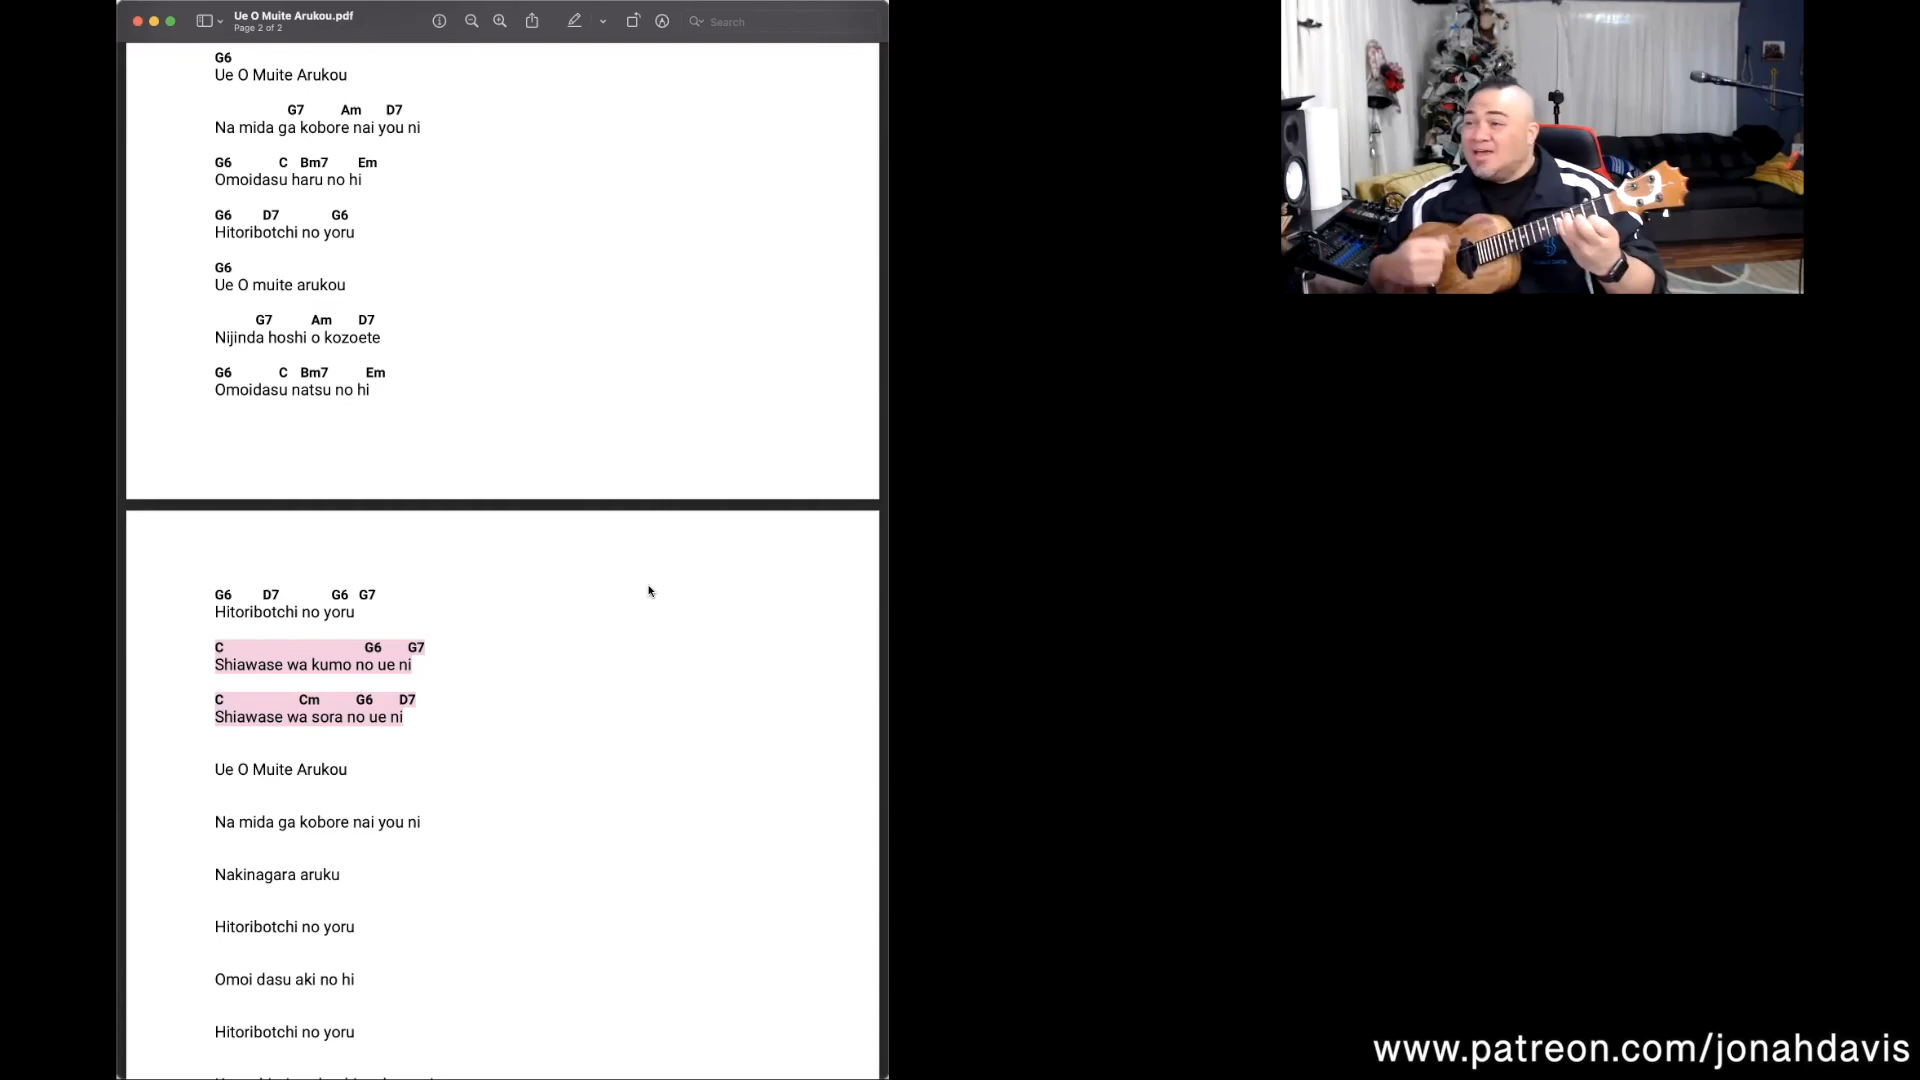 Ue O Muite Arukou.pdf
Page 2 of 2
Search
G6
Ue O Muite Arukou
G7 Am D7
Na mida ga kobore nai you ni
G6 C Bm7 Em
Omoidasu haru no hi
G6 D7 G6
Hitoribotchi no yoru
G6
Ue O muite arukou
G7 Am D7
Nijinda hoshi o kozoete
G6 C Bm7 Em
Omoidasu natsu no hi
G6 D7 G6 G7
Hitoribotchi no yoru
C G6 G7
Shiawase wa kumo no ue ni
C Cm G6 D7
Shiawase wa sora no ue ni
Ue O Muite Arukou
Na mida ga kobore nai you ni
Nakinagara aruku
Hitoribotchi no yoru
Omoi dasu aki no hi
Hitoribotchi no yoru
www.patreon.com/jonahdavis